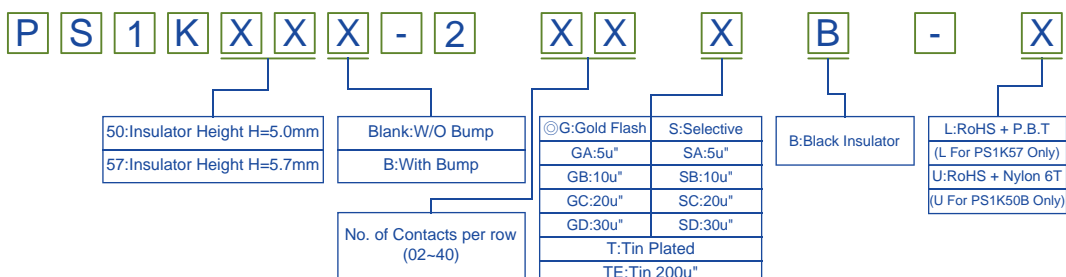 P S 1 K X X X - 2 X X X B - X
50:Insulator Height H=5.0mm
57:Insulator Height H=5.7mm
Blank:W/O Bump
B:With Bump
No. of Contacts per row
(02~40)
◎G:Gold Flash S:Selective
GA:5u" SA:5u"
GB:10u" SB:10u"
GC:20u" SC:20u"
GD:30u" SD:30u"
T:Tin Plated
TE:Tin 200u"
B:Black Insulator
L:RoHS + P.B.T
(L For PS1K57 Only)
U:RoHS + Nylon 6T
(U For PS1K50B Only)